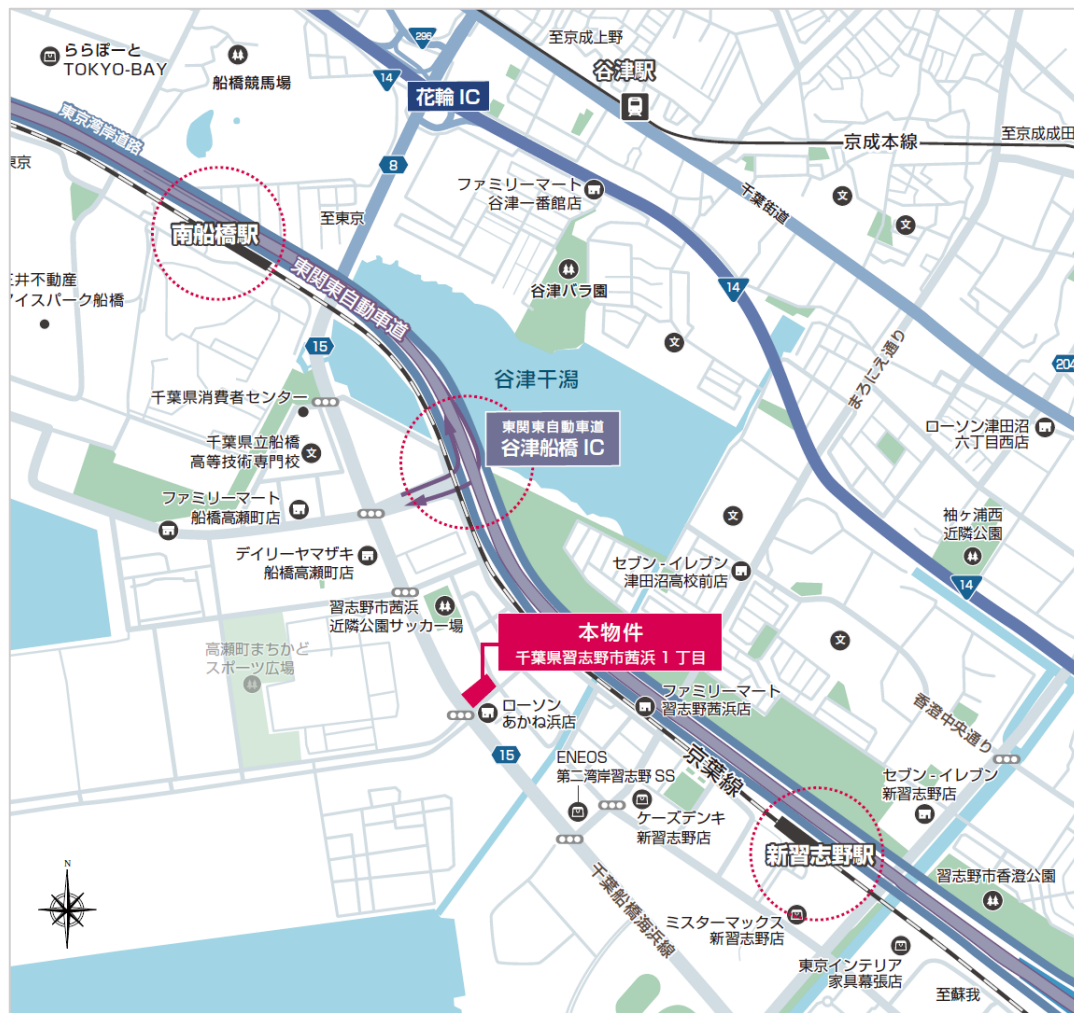 ららぽーと
TOKYO-BAY
船橋競馬場
296
14
至京成上野
谷津駅
花輪 IC
京成本線
至京成成田
東京湾岸道路
東京
8
ファミリーマート
谷津一番館店
千葉街道
文
文
至東京
南船橋駅
東関東自動車道
谷津バラ園
14
三井不動産
アイスパーク船橋
15
文
谷津干潟
まろにえ通り
204
千葉県消費者センター
東関東自動車道
谷津船橋 IC
ローソン津田沼
六丁目西店
千葉県立船橋
高等技術専門校
文
ファミリーマート
船橋高瀬町店
文
袖ヶ浦西
近隣公園
デイリーヤマザキ
船橋高瀬町店
セブン-イレブン
津田沼高校前店
14
習志野市茜浜
近隣公園サッカー場
本物件
千葉県習志野市茜浜 1 丁目
文
高瀬町まちかど
スポーツ広場
ファミリーマート
習志野茜浜店
ローソン
あかね浜店
香澄中央通り
15
京葉線
ENEOS
第二湾岸習志野 SS
セブン-イレブン
新習志野店
ケーズデンキ
新習志野店
新習志野駅
千葉船橋海浜線
習志野市香澄公園
ミスターマックス
新習志野店
東京インテリア
家具幕張店
至蘇我
N